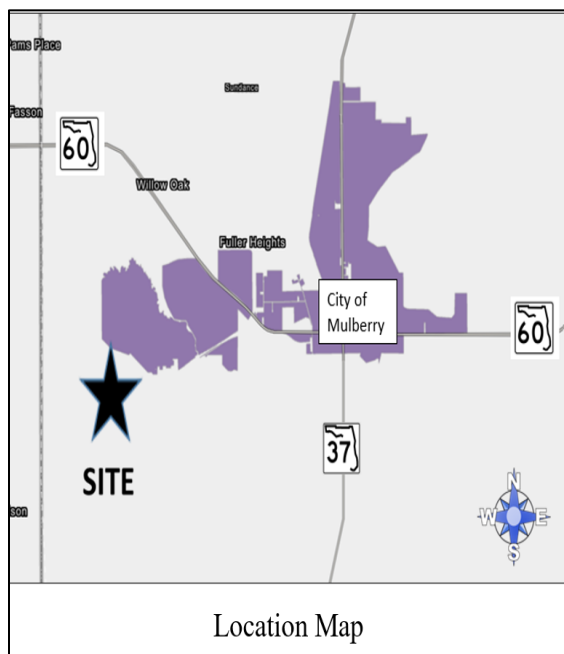 ams Place
Sundance
Fasson
60
Willow Oak
Fuller Heights
City of
Mulberry
60
37
SITE
son
N
W E
S
Location Map